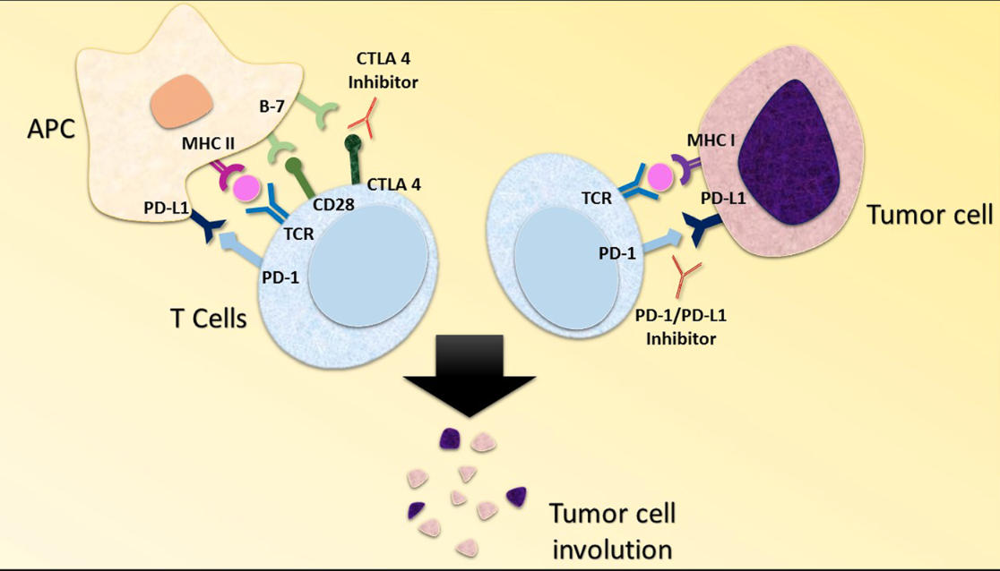 CTLA 4
Inhibitor
B-7
APC
MHC II
CTLA 4
PD-L1
CD28
TCR
PD-1
T Cells
MHC I
TCR
PD-L1
Tumor cell
PD-1
PD-1/PD-L1
Inhibitor
Tumor cell
involution